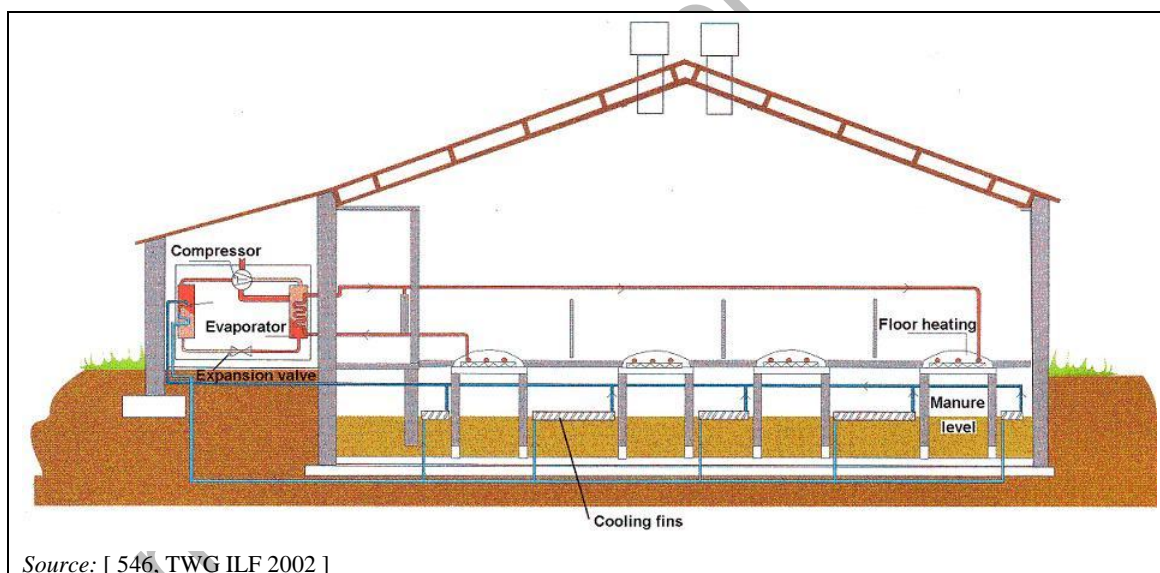 Compressor
Evaporator
Floor heating
Expansion valve
Manure
level
Cooling fins
Source: [ 546, TWG ILF 2002 ]